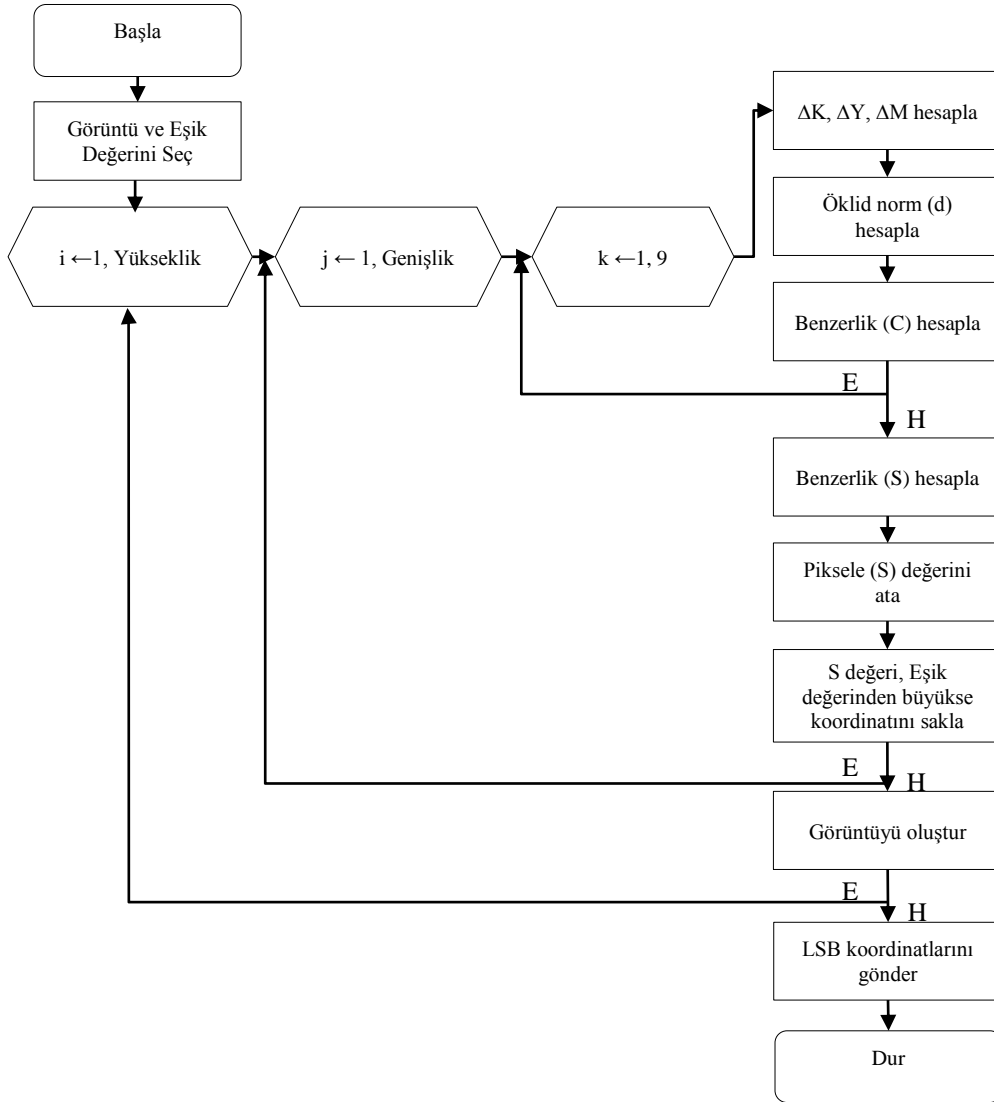 Başla
Görüntü ve Eşik
Değerini Seç
i ←1, Yükseklik
j ← 1, Genişlik
k ←1, 9
ΔK, ΔY, ΔM hesapla
Öklid norm (d)
hesapla
Benzerlik (C) hesapla
E
H
Benzerlik (S) hesapla
Piksele (S) değerini
ata
S değeri, Eşik
değerinden büyükse
koordinatını sakla
E
H
Görüntüyü oluştur
E
H
LSB koordinatlarını
gönder
Dur